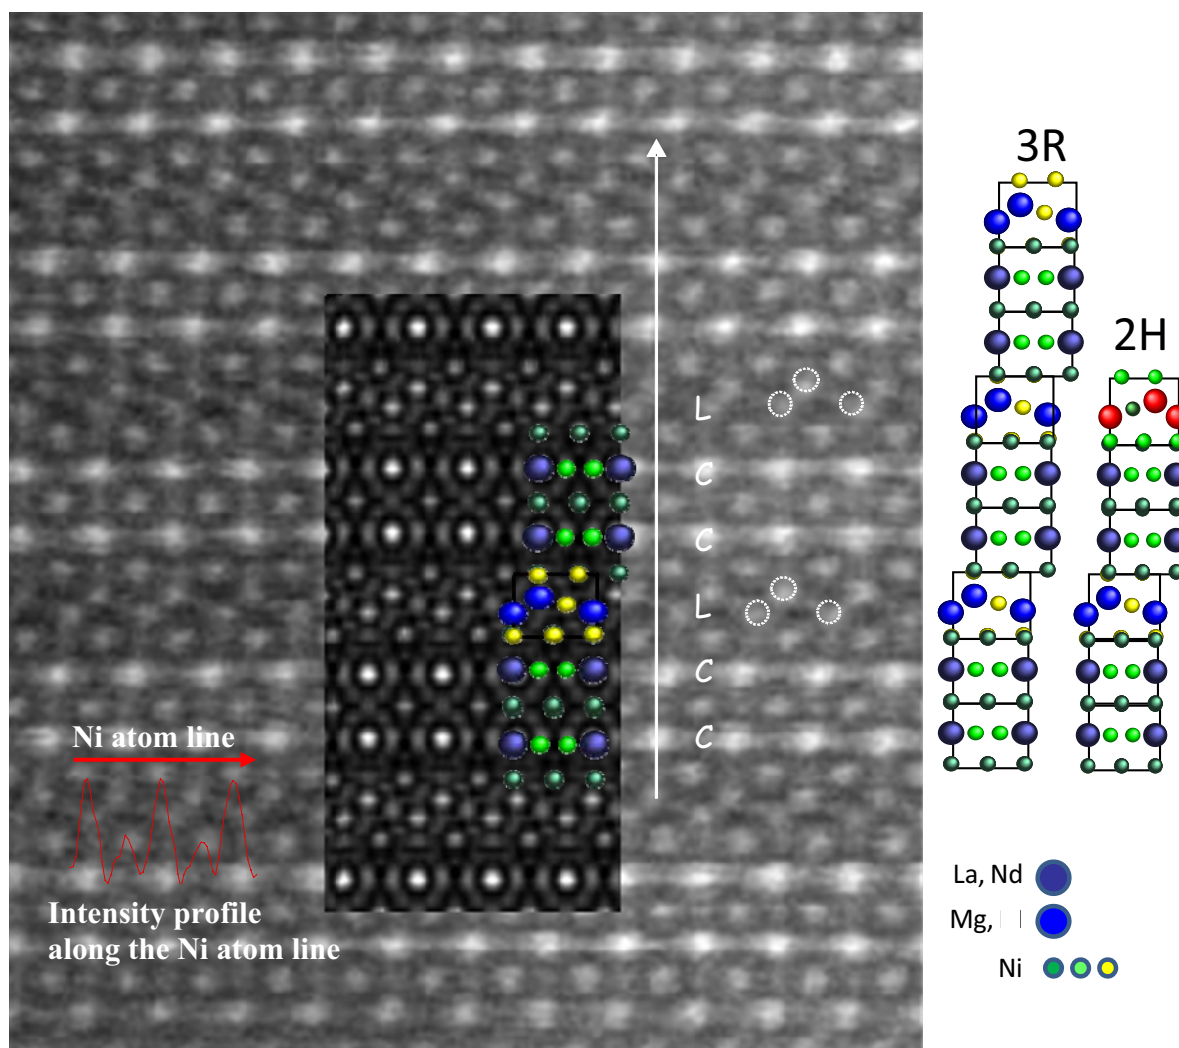 3R
2H
L
C
C
L
C
C
Ni atom line
Intensity profile
along the Ni atom line
La, Nd
Mg,
Ni